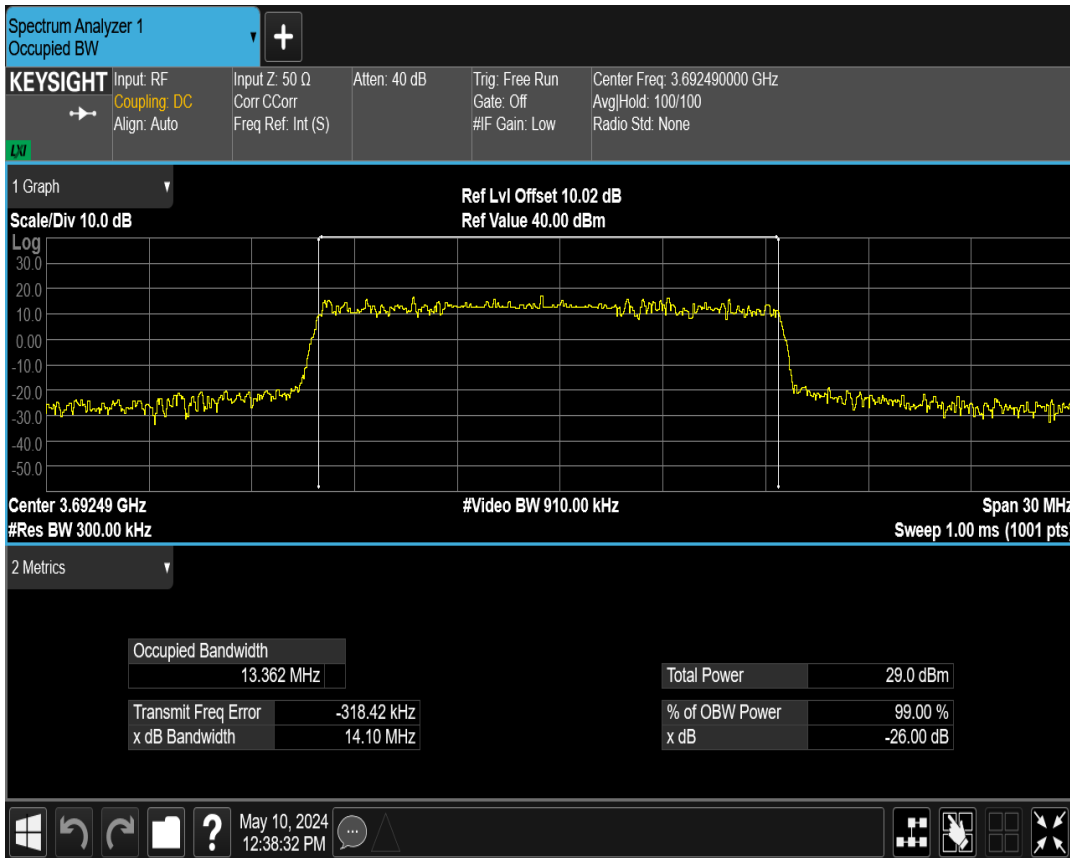 Spectrum Analyzer 1
Occupied BW
▼
+
KEYSIGHT
Input: RF
Coupling: DC
Align: Auto
Input Z: 50 Ω
Corr CCorr
Freq Ref: Int (S)
Atten: 40 dB
Trig: Free Run
Gate: Off
#IF Gain: Low
Center Freq: 3.692490000 GHz
Avg|Hold: 100/100
Radio Std: None
LXI
1 Graph
Ref Lvl Offset 10.02 dB
Scale/Div 10.0 dB
Ref Value 40.00 dBm
Log
30.0
20.0
10.0
0.00
-10.0
-20.0
-30.0
-40.0
-50.0
Center 3.69249 GHz
#Video BW 910.00 kHz
Span 30 MHz
#Res BW 300.00 kHz
Sweep 1.00 ms (1001 pts)
2 Metrics
Occupied Bandwidth
13.362 MHz
Total Power 29.0 dBm
Transmit Freq Error -318.42 kHz
% of OBW Power 99.00 %
x dB Bandwidth 14.10 MHz
x dB -26.00 dB
?
May 10, 2024
12:38:32 PM